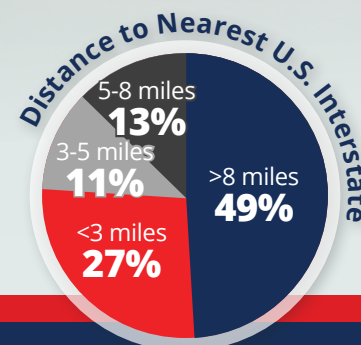 Distance to Nearest U.S. Interstate
5-8 miles
13%
3-5 miles
11%
>8 miles
49%
<3 miles
27%